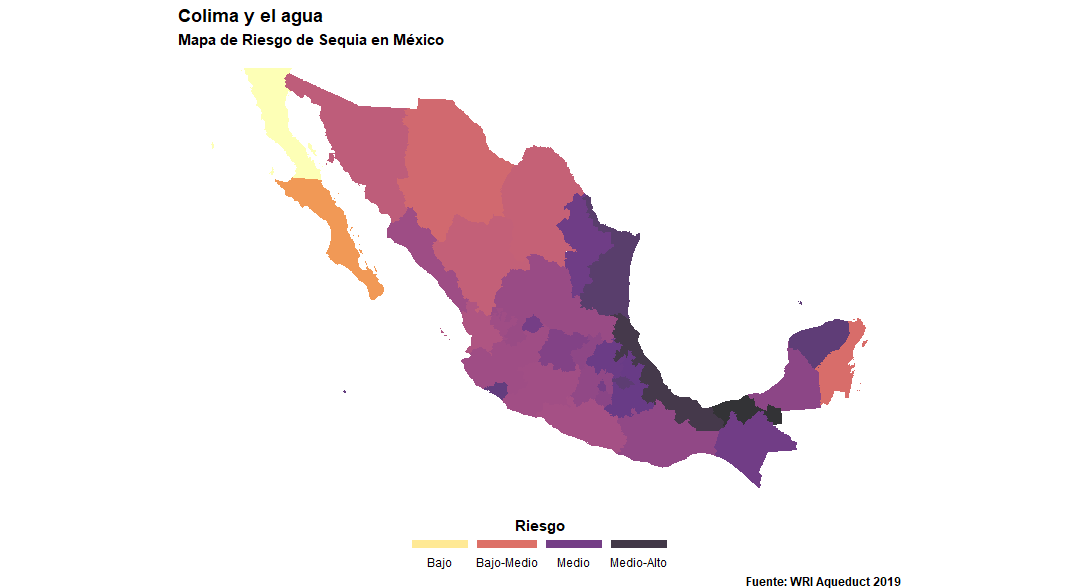 Colima y el agua
Mapa de Riesgo de Sequia en México
Riesgo
Bajo
Bajo-Medio
Medio
Medio-Alto
Fuente: WRI Aqueduct 2019